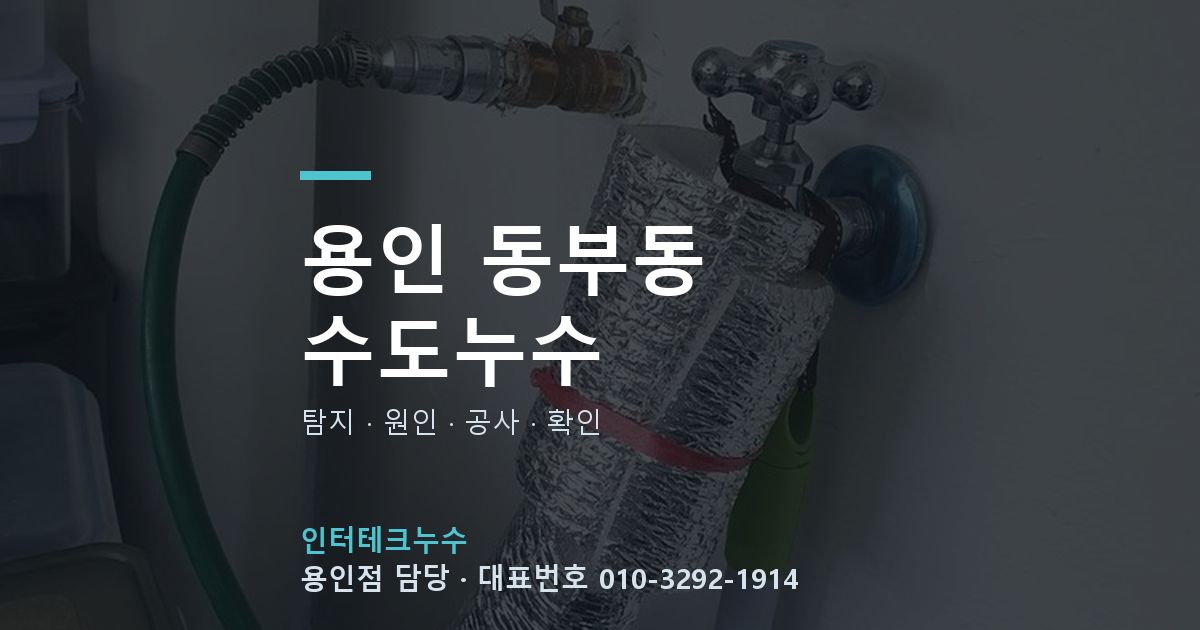 용인 동부동
수도누수
탐지 · 원인 · 공사 · 확인
인터테크누수
용인점 담당 · 대표번호 010-3292-1914